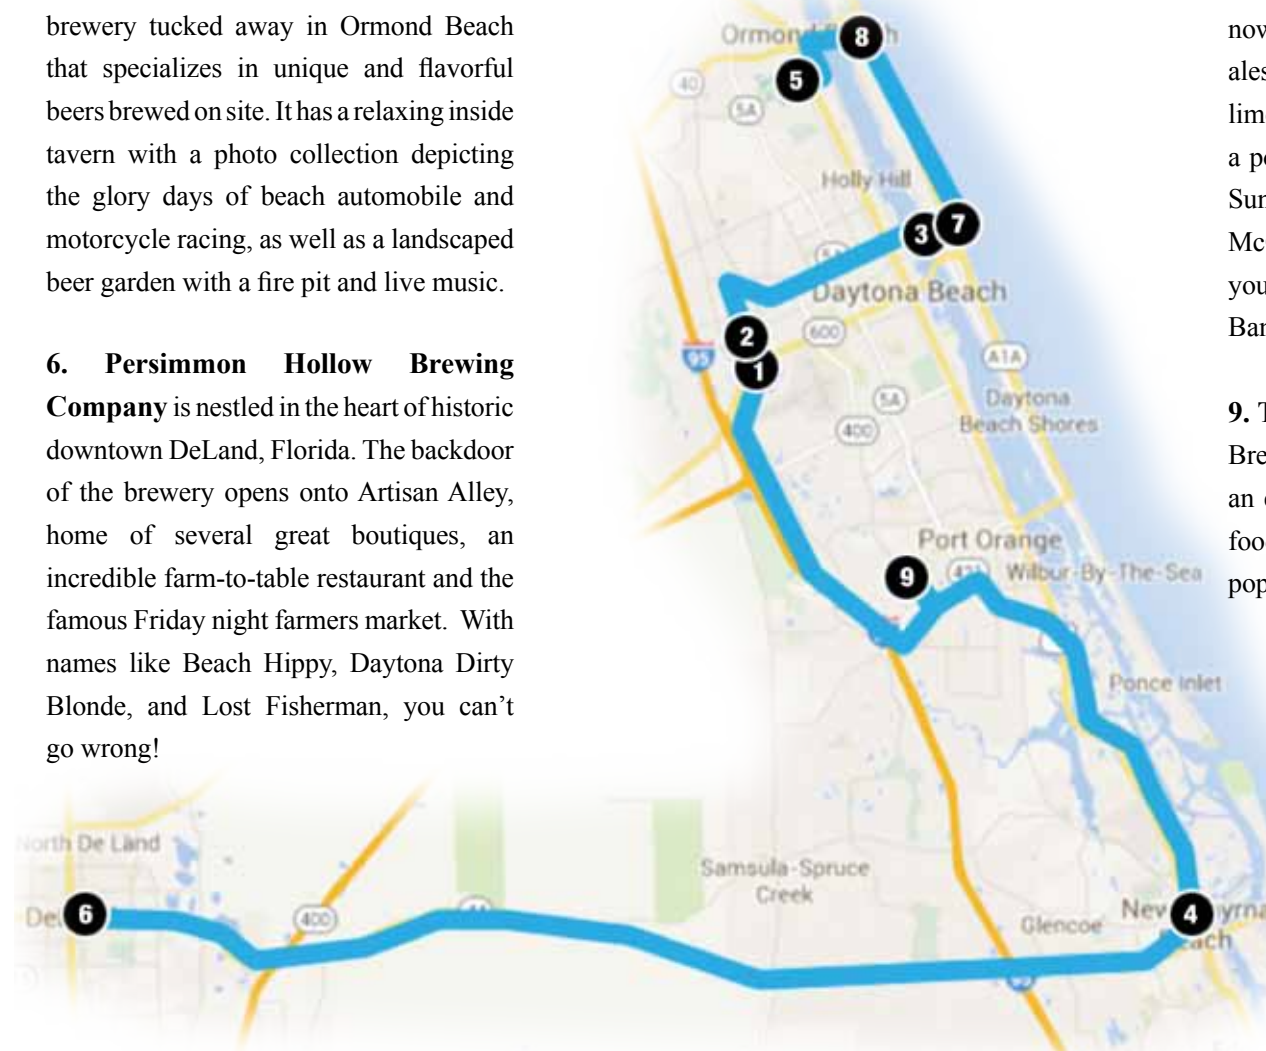 brewery tucked away in Ormond Beach
that specializes in unique and flavorful
beers brewed on site. It has a relaxing inside
tavern with a photo collection depicting
the glory days of beach automobile and
motorcycle racing, as well as a landscaped
beer garden with a fire pit and live music.
6. Persimmon Hollow Brewing
Company is nestled in the heart of historic
downtown DeLand, Florida. The backdoor
of the brewery opens onto Artisan Alley,
home of several great boutiques, an
incredible farm-to-table restaurant and the
famous Friday night farmers market. With
names like Beach Hippy, Daytona Dirty
Blonde, and Lost Fisherman, you can't
go wrong!
8
5
40
5A
Holly Hill
3
7
Daytona Beach
2
600
95
1
A1A
5A
Daytona
Beach Shores
400
Port Orange
9
Wilbur-By-The-Sea
Ponce Inlet
North De Land
Samsula-Spruce
Creek
6
400
4
Glencoe
9.
an